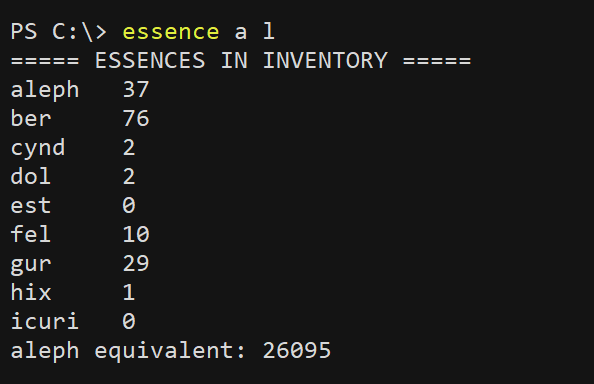 PS C:\> essence a l
===== ESSENCES IN INVENTORY =====
aleph   37
ber     76
cynd    2
dol     2
est     0
fel     10
gur     29
hix     1
icuri   0
aleph equivalent: 26095